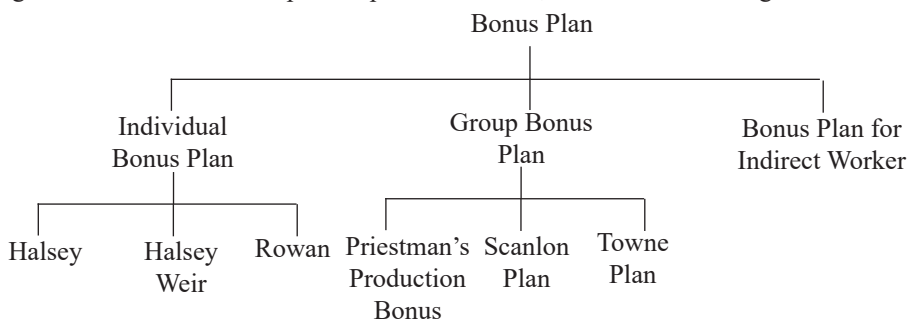 Bonus Plan
Individual
Bonus Plan
Group Bonus
Plan
Bonus Plan for
Indirect Worker
Halsey
Halsey
Weir
Rowan
Priestman's
Production
Bonus
Scanlon
Plan
Towne
Plan